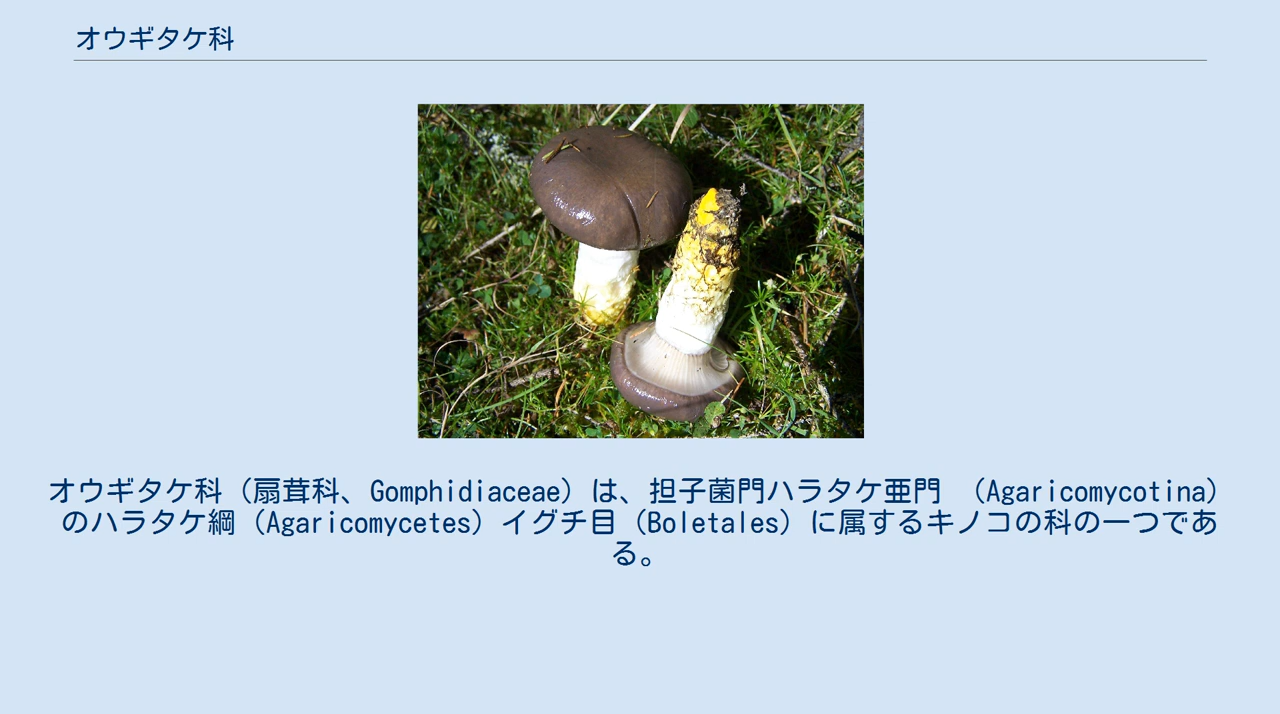 オウギタケ科
オウギタケ科（扇茸科、Gomphidiaceae）は、担子菌門ハラタケ亜門　（Agaricomycotina）
のハラタケ綱（Agaricomycetes）イグチ目（Boletales）に属するキノコの科の一つであ
る。